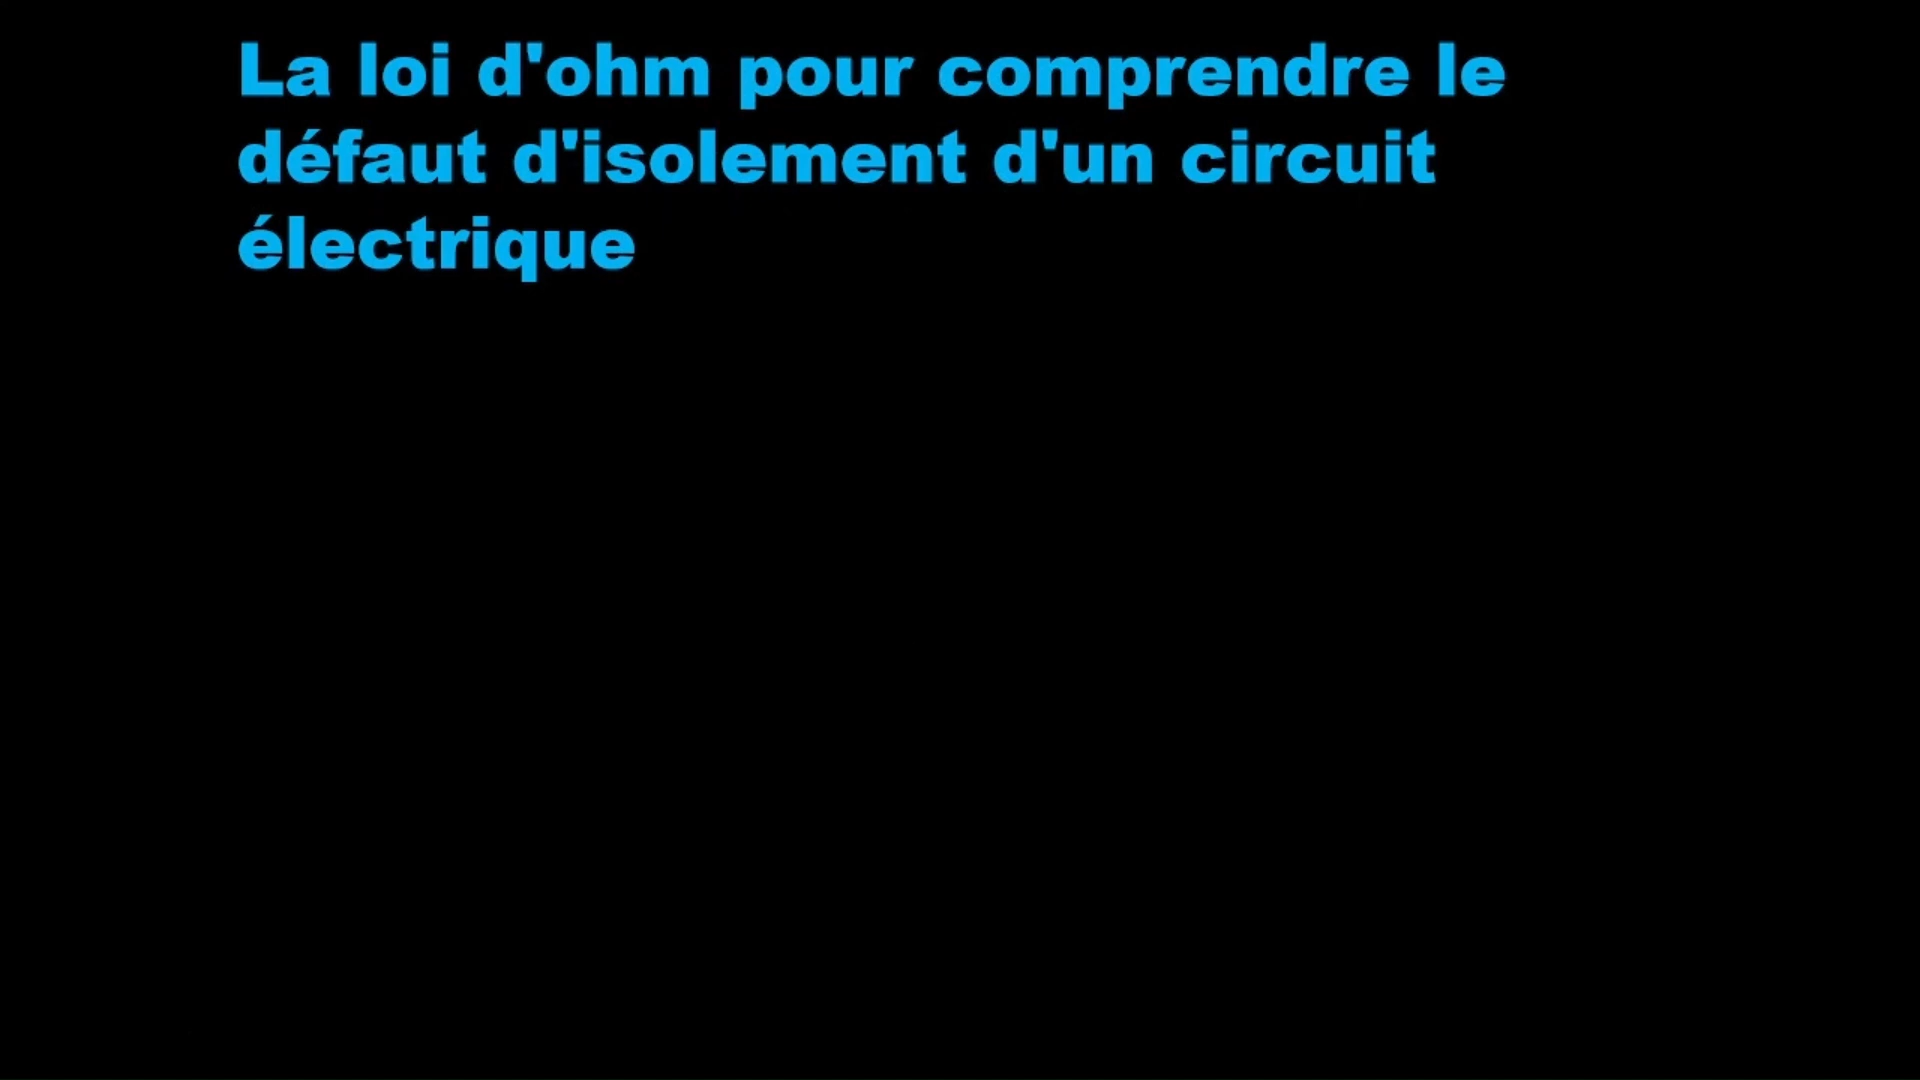 La loi d'ohm pour comprendre le
défaut d'isolement d'un circuit
électrique